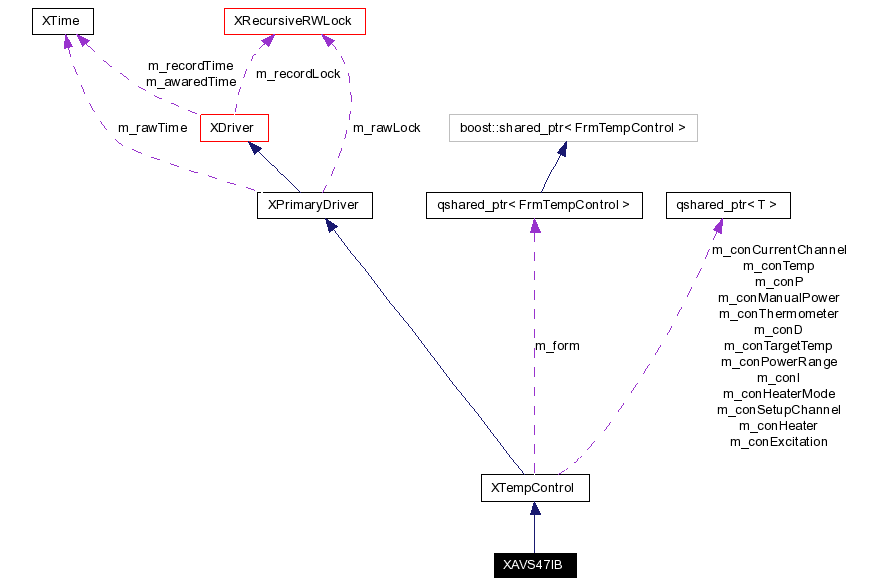 XTime
XRecursiveRWLock
m_recordTime
m_awaredTime
m_recordLock
m_rawTime
XDriver
m_rawLock
boost::shared_ptr< FrmTempControl >
XPrimaryDriver
qshared_ptr< FrmTempControl >
qshared_ptr< T >
m_conCurrentChannel
m_conTemp
m_conP
m_conManualPower
m_conThermometer
m_conD
m_conTargetTemp
m_conPowerRange
m_conI
m_conHeaterMode
m_conSetupChannel
m_conHeater
m_conExcitation
m_form
XTempControl
XAVS47IB